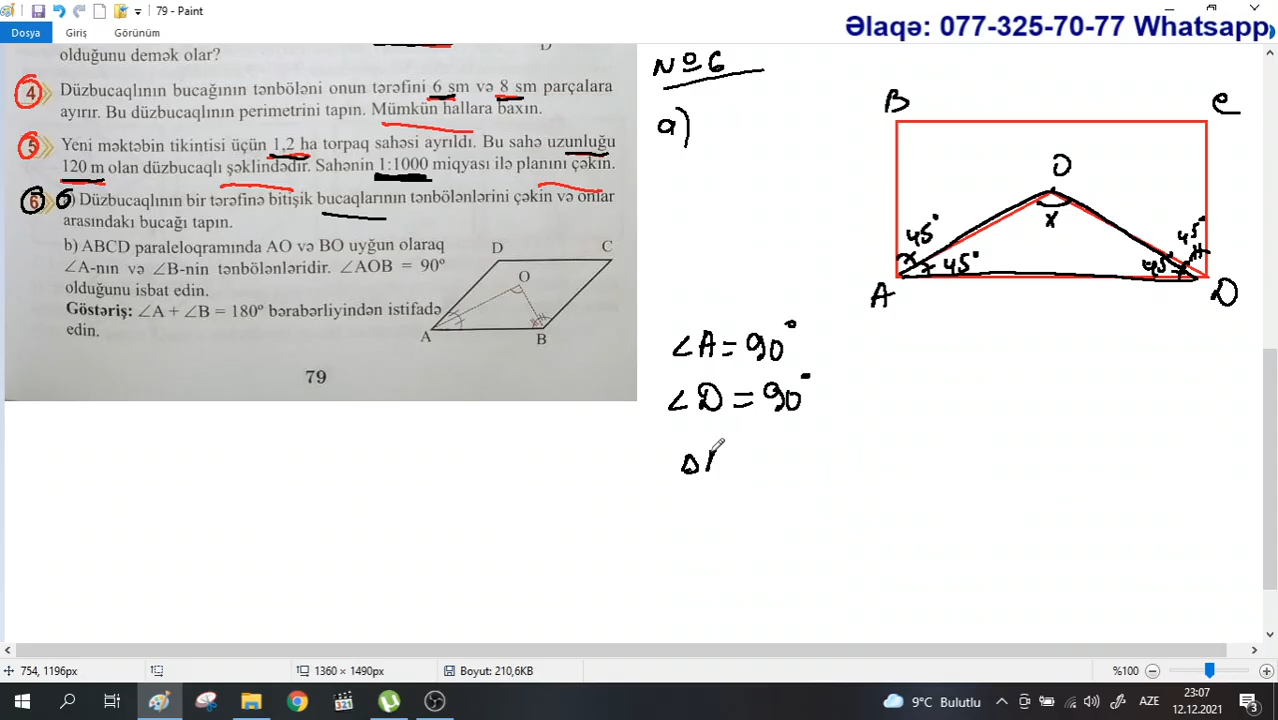 79 - Paint
Əlaqə: 077-325-70-77 Whatsapp
Dosya Giriş Görünüm
olduğunu demək olar?
D
4 Düzbucaqlının bucağının tənböləni onun tərəfini 6 sm və 8 sm parçalara
ayırır. Bu düzbucaqlının perimetrini tapın. Mümkün hallara baxın.
5 Yeni məktəbin tikintisi üçün 1,2 ha torpaq sahəsi ayrıldı. Bu sahə uzunluğu
120 m olan düzbucaqlı şəklindədir. Sahənin 1:1000 miqyası ilə planını çəkin.
6 a) Düzbucaqlının bir tərəfinə bitişik bucaqlarının tənbölənlərini çəkin və onlar
arasındakı bucağı tapın.
b) ABCD paraleloqramında AO və BO uyğun olaraq
∠A-nın və ∠B-nin tənbölənləridir. ∠AOB = 90°
olduğunu isbat edin.
Göstəriş: ∠A + ∠B = 180° bərabərliyindən istifadə
edin.
D C
O
A B
79
№6
a)
B C
O
x
45° 45°
45° 45°
A D
∠A = 90°
∠D = 90°
Δ
754, 1196px
1360 × 1490px
Boyut: 210,6KB
%100
9°C Bulutlu
AZE
23:07
12.12.2021
3